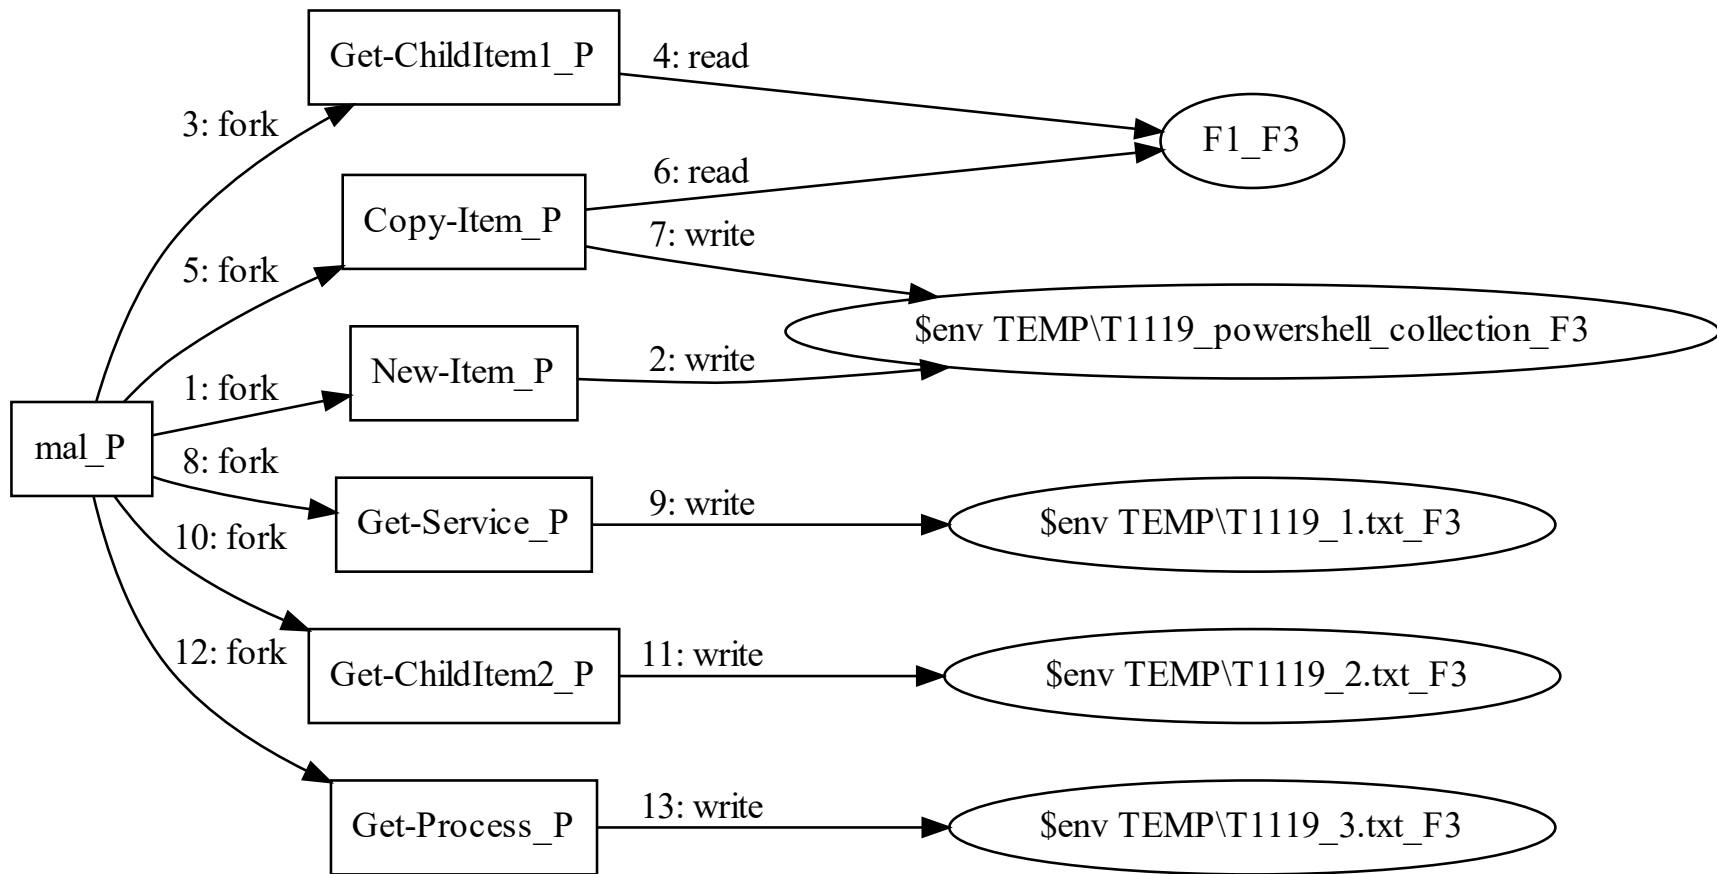 Get-ChildItem1_P
4: read
3: fork
F1_F3
6: read
Copy-Item_P
7: write
5: fork
$env TEMP\T1119_powershell_collection_F3
New-Item_P
2: write
1: fork
mal_P
8: fork
Get-Service_P
9: write
$env TEMP\T1119_1.txt_F3
10: fork
Get-ChildItem2_P
11: write
$env TEMP\T1119_2.txt_F3
12: fork
Get-Process_P
13: write
$env TEMP\T1119_3.txt_F3